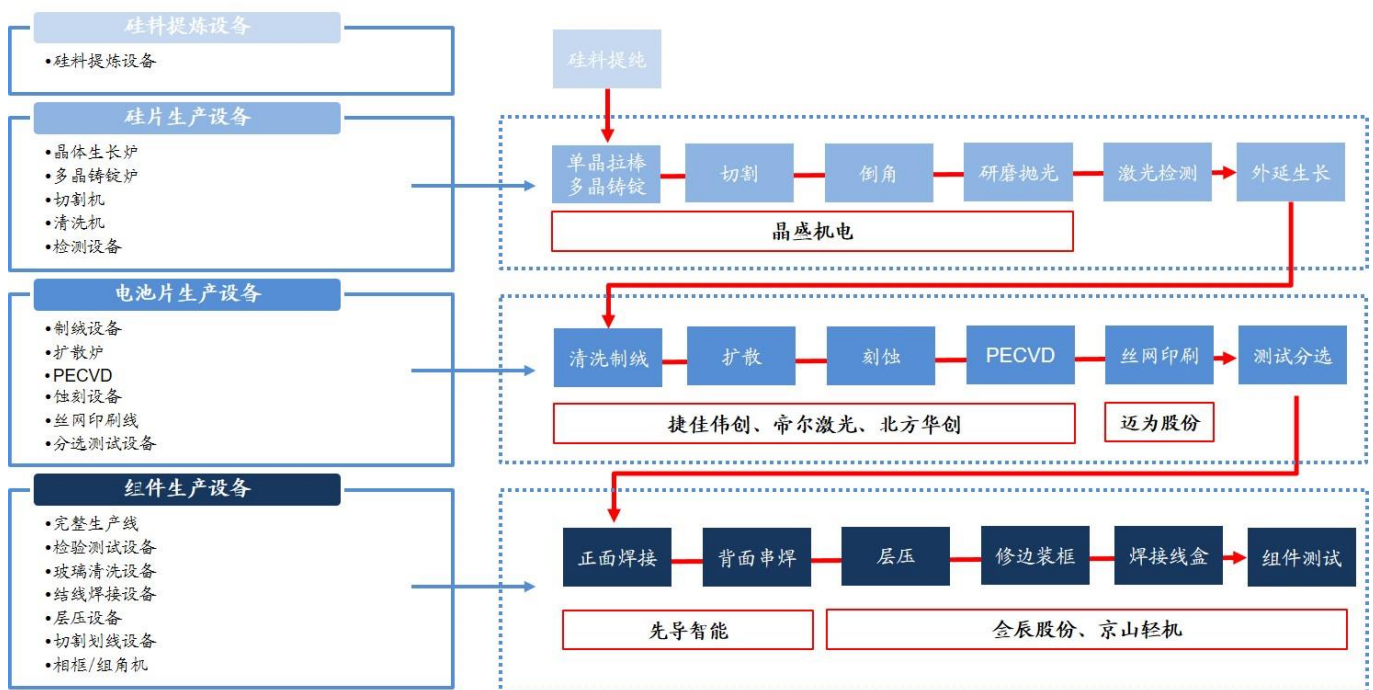 硅料提炼设备
•硅料提炼设备
硅料提纯
硅片生产设备
•晶体生长炉
•多晶铸锭炉
•切割机
•清洗机
•检测设备
单晶拉棒
多晶铸锭
切割
倒角
研磨抛光
激光检测
外延生长
晶盛机电
电池片生产设备
•制绒设备
•扩散炉
•PECVD
•蚀刻设备
•丝网印刷线
•分选测试设备
清洗制绒
扩散
刻蚀
PECVD
丝网印刷
测试分选
捷佳伟创、帝尔激光、北方华创
迈为股份
组件生产设备
•完整生产线
•检验测试设备
•玻璃清洗设备
•结线焊接设备
•层压设备
•切割划线设备
•相框/组角机
正面焊接
背面串焊
层压
修边装框
焊接线盒
组件测试
先导智能
金辰股份、京山轻机